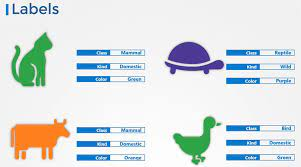 Labels
Class Mammal
Kind Domestic
Color Green
Class Reptile
Kind Wild
Color Purple
Class Mammal
Kind Domestic
Color Orange
Class Bird
Kind Domestic
Color Green